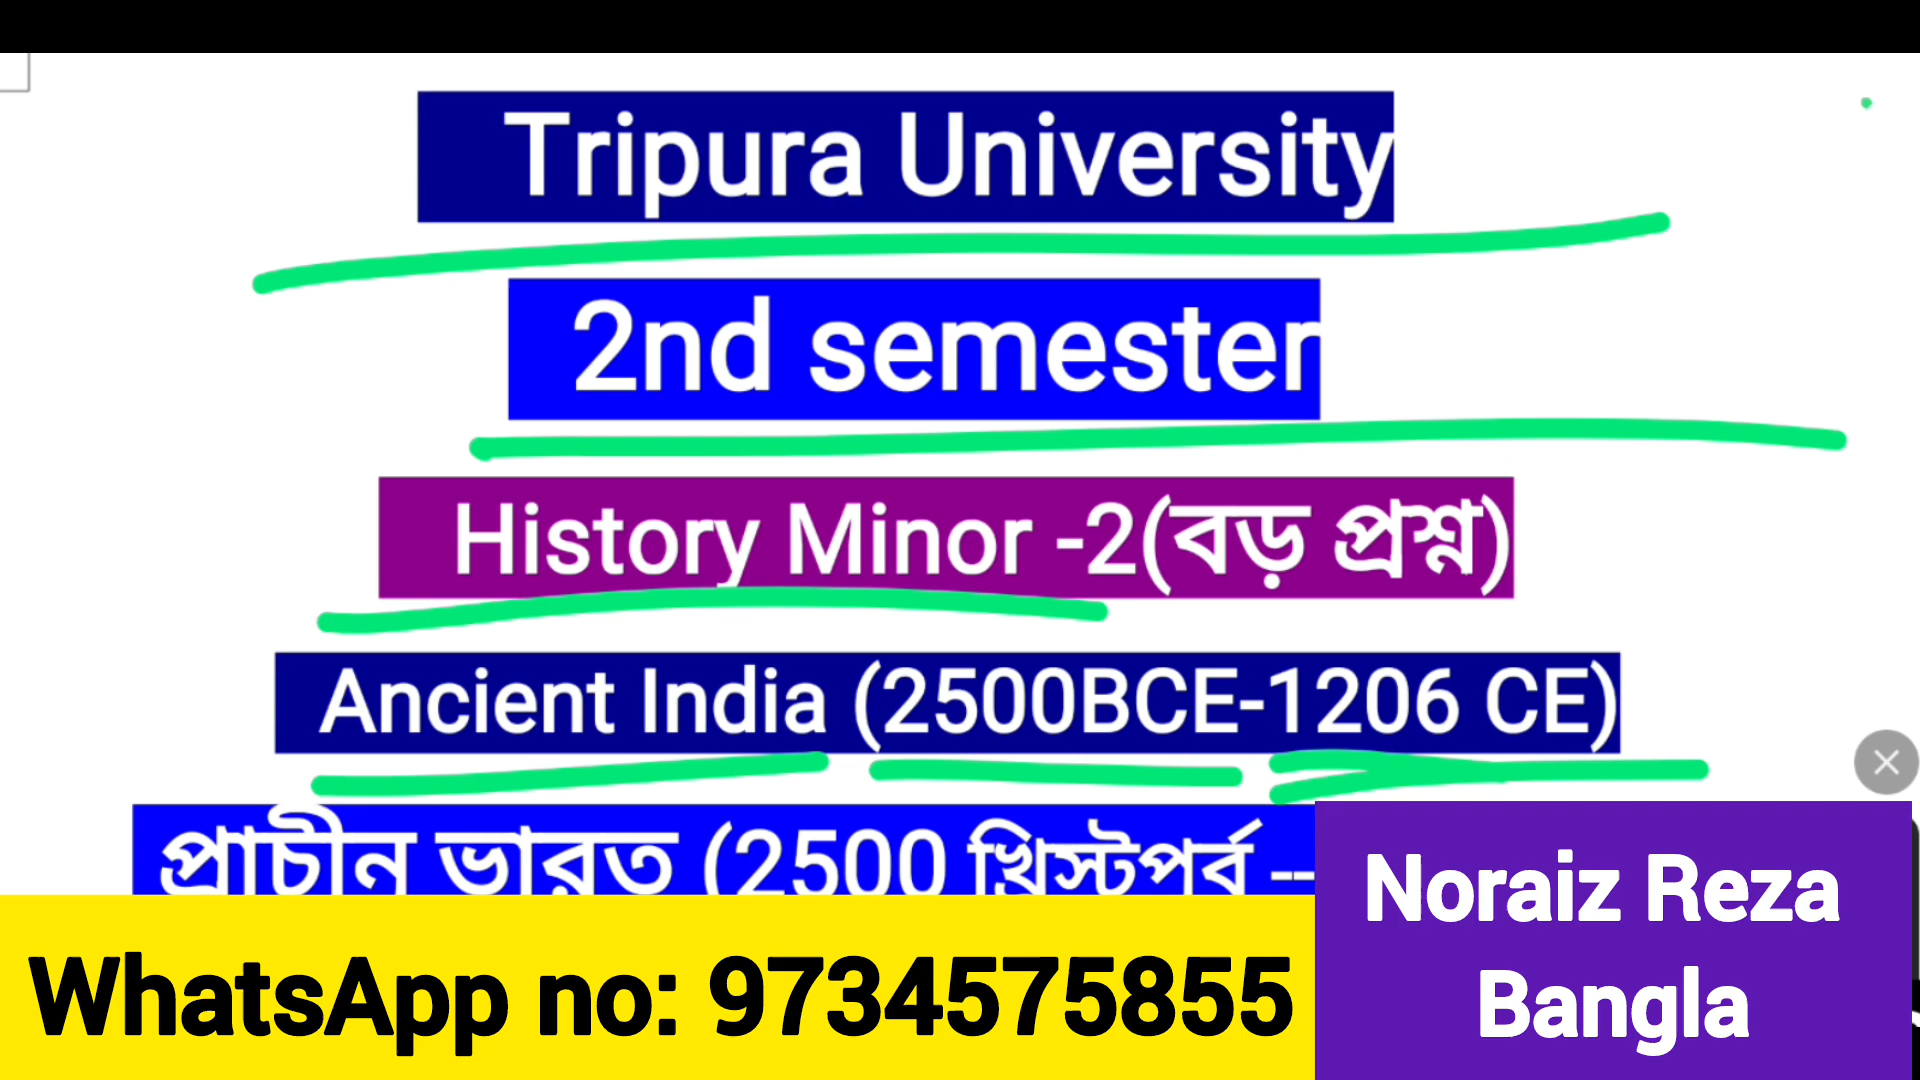 Tripura University
2nd semester
History Minor -2(বড় প্রশ্ন)
Ancient India (2500BCE-1206 CE)
প্রাচীন ভারত (2500 খ্রিস্টপর্ব --
WhatsApp no: 9734575855
Noraiz Reza
Bangla